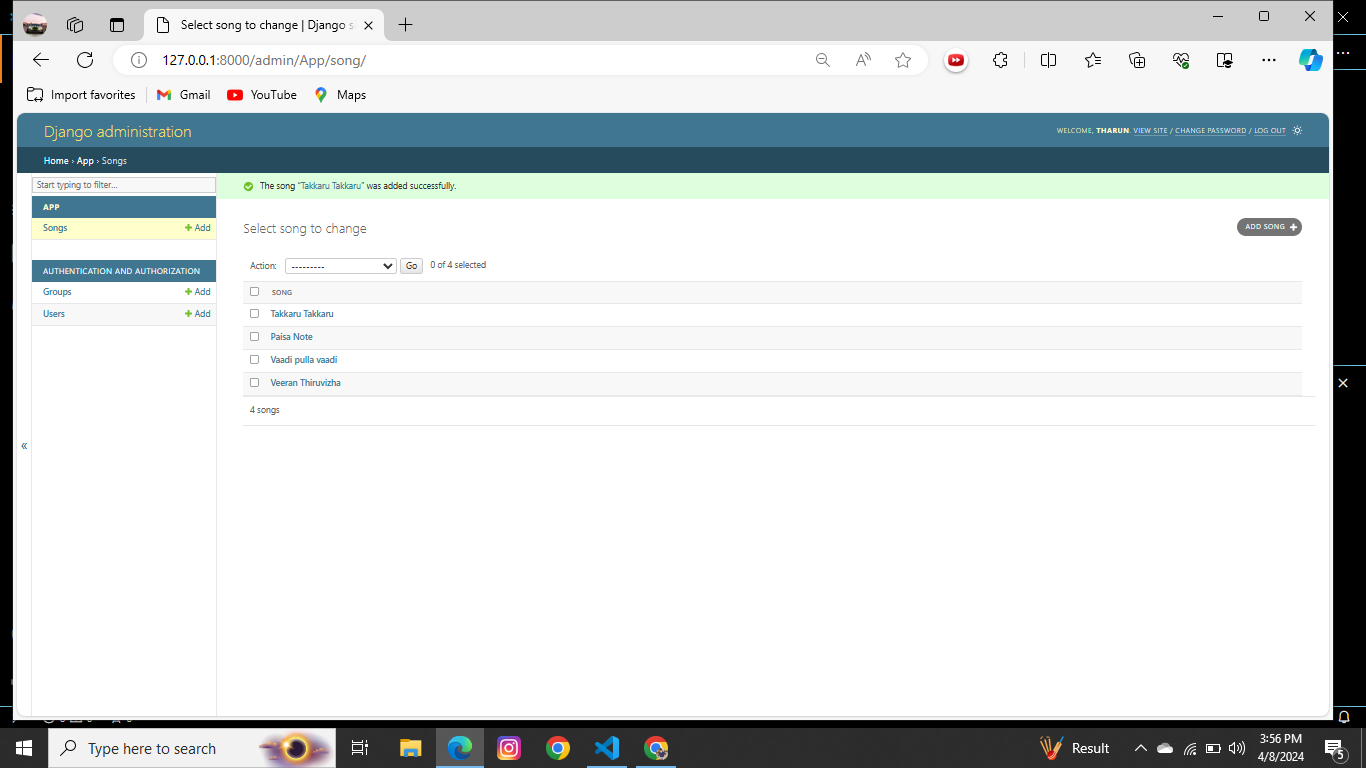 Select song to change | Django s
127.0.0.1:8000/admin/App/song/
Import favorites
Gmail
YouTube
Maps
Django administration
WELCOME, THARUN. VIEW SITE / CHANGE PASSWORD / LOG OUT
Home › App › Songs
Start typing to filter...
The song “Takkaru Takkaru” was added successfully.
APP
Songs
+ Add
Select song to change
ADD SONG +
Action:
---------
Go
0 of 4 selected
AUTHENTICATION AND AUTHORIZATION
Groups
+ Add
Users
+ Add
SONG
Takkaru Takkaru
Paisa Note
Vaadi pulla vaadi
Veeran Thiruvizha
4 songs
«
Type here to search
Result
3:56 PM
4/8/2024
5